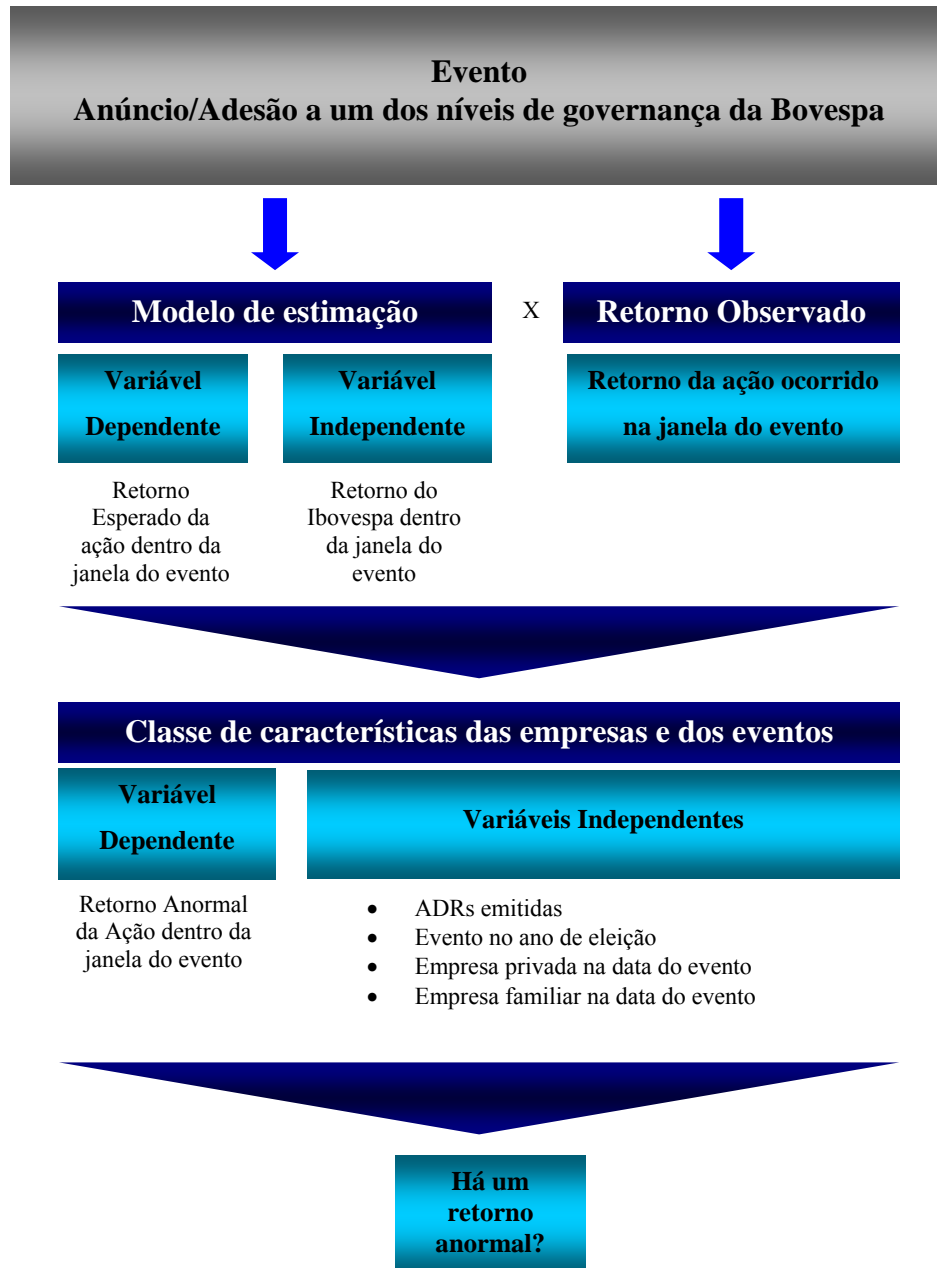 Evento
Anúncio/Adesão a um dos níveis de governança da Bovespa
Modelo de estimação
X
Retorno Observado
Variável
Dependente
Variável
Independente
Retorno da ação ocorrido
na janela do evento
Retorno
Esperado da
ação dentro da
janela do evento
Retorno do
Ibovespa dentro
da janela do
evento
Classe de características das empresas e dos eventos
Variável
Dependente
Variáveis Independentes
Retorno Anormal
da Ação dentro da
janela do evento
• ADRs emitidas
• Evento no ano de eleição
• Empresa privada na data do evento
• Empresa familiar na data do evento
Há um
retorno
anormal?